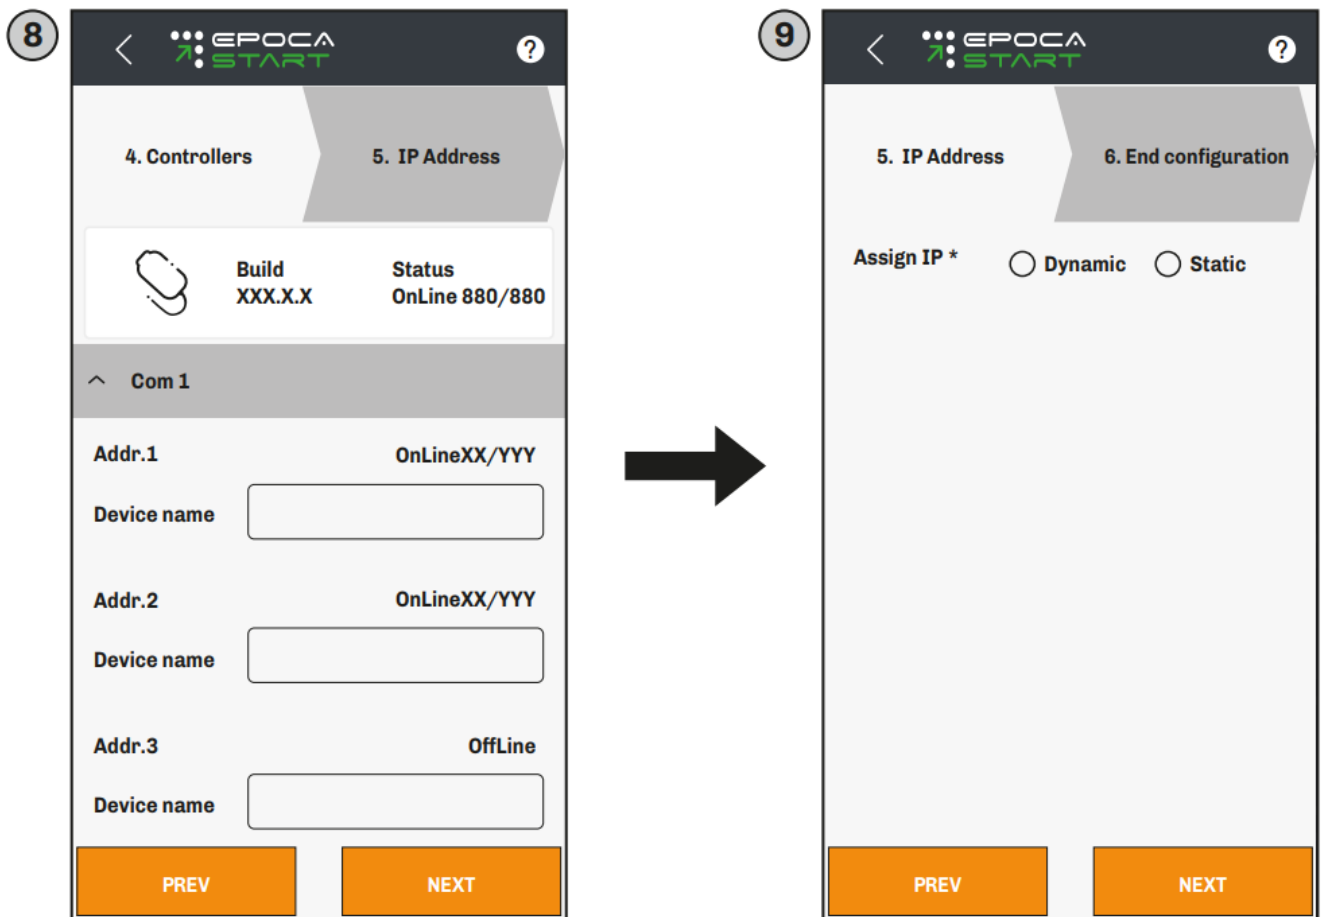 8
EPOCA
START
?
4. Controllers
5. IP Address
Build
XXX.X.X
Status
OnLine 880/880
Com 1
Addr.1
OnLineXX/YYY
Device name
Addr.2
OnLineXX/YYY
Device name
Addr.3
OffLine
Device name
PREV
NEXT
9
EPOCA
START
?
5. IP Address
6. End configuration
Assign IP *
Dynamic
Static
PREV
NEXT